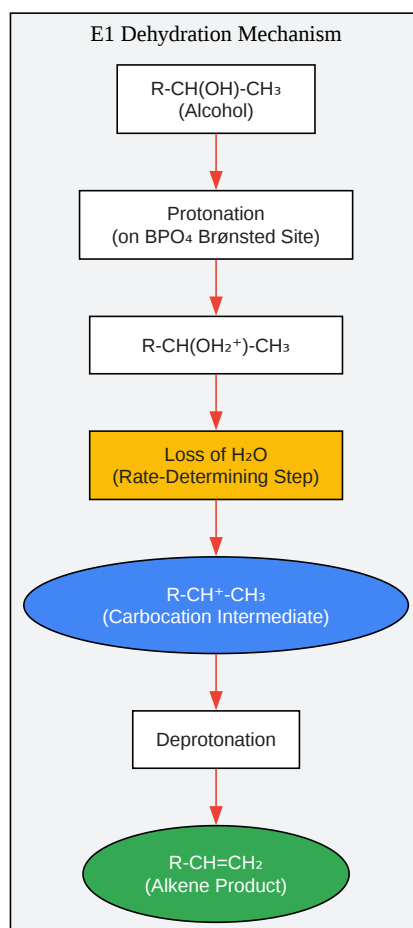 E1 Dehydration Mechanism
R-CH(OH)-CH₃
(Alcohol)
Protonation
(on BPO₄ Brønsted Site)
R-CH(OH₂⁺)-CH₃
Loss of H₂O
(Rate-Determining Step)
R-CH⁺-CH₃
(Carbocation Intermediate)
Deprotonation
R-CH=CH₂
(Alkene Product)